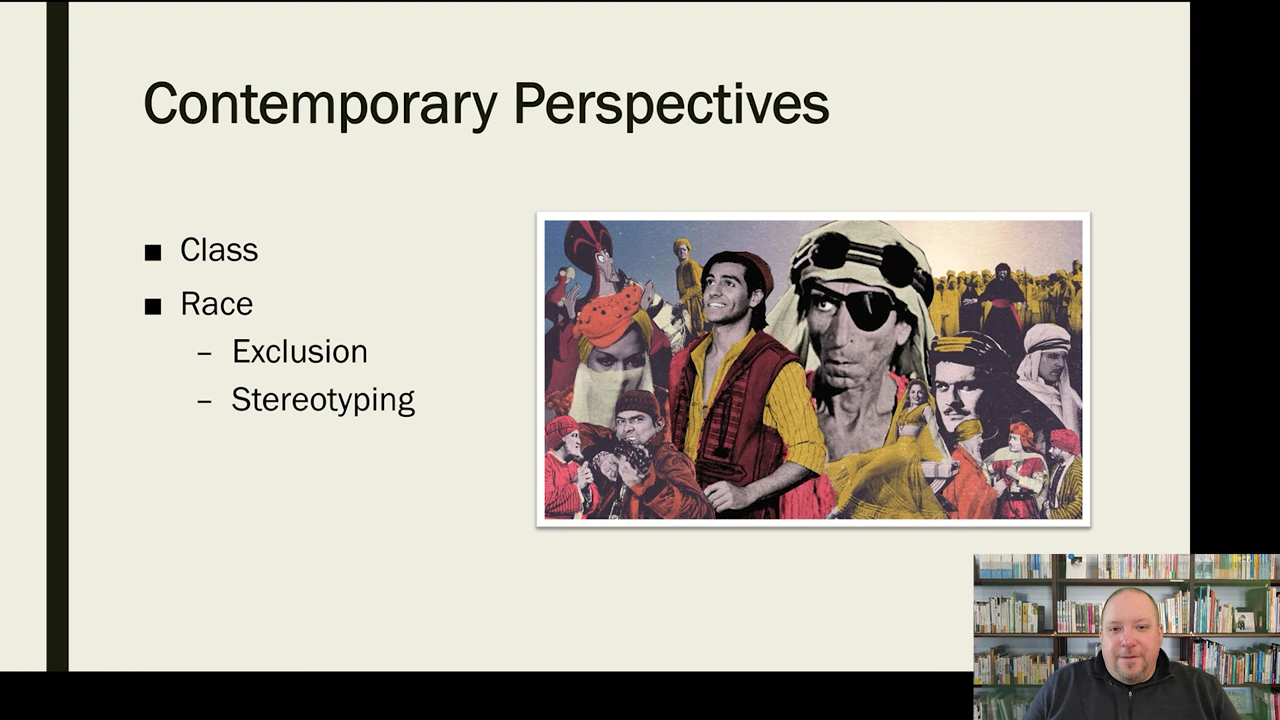 Contemporary Perspectives
■ Class
■ Race
– Exclusion
– Stereotyping